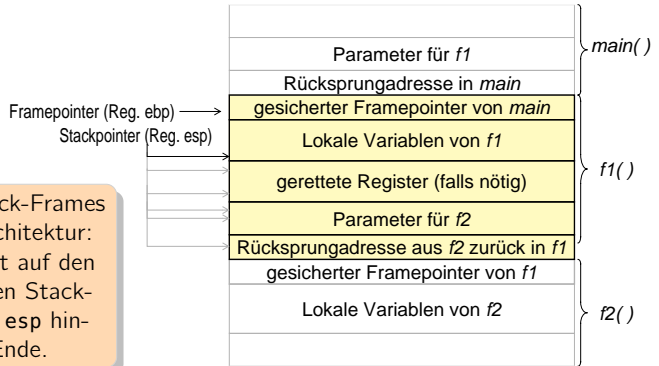 Parameter für f1
main( )
Rücksprungadresse in main
Framepointer (Reg. ebp)
gesicherter Framepointer von main
Stackpointer (Reg. esp)
Lokale Variablen von f1
gerettete Register (falls nötig)
f1( )
Parameter für f2
Rücksprungadresse aus f2 zurück in f1
gesicherter Framepointer von f1
Lokale Variablen von f2
f2( )
ck-Frames
chitektur:
t auf den
en Stack-
esp hin-
Ende.